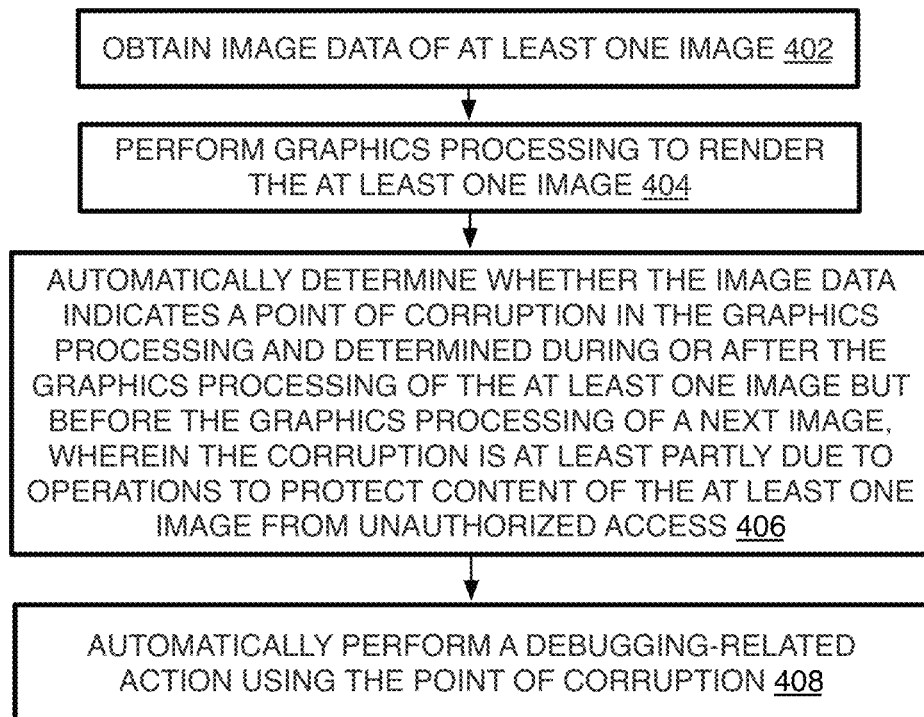 OBTAIN IMAGE DATA OF AT LEAST ONE IMAGE 402
PERFORM GRAPHICS PROCESSING TO RENDER
THE AT LEAST ONE IMAGE 404
AUTOMATICALLY DETERMINE WHETHER THE IMAGE DATA
INDICATES A POINT OF CORRUPTION IN THE GRAPHICS
PROCESSING AND DETERMINED DURING OR AFTER THE
GRAPHICS PROCESSING OF THE AT LEAST ONE IMAGE BUT
BEFORE THE GRAPHICS PROCESSING OF A NEXT IMAGE,
WHEREIN THE CORRUPTION IS AT LEAST PARTLY DUE TO
OPERATIONS TO PROTECT CONTENT OF THE AT LEAST ONE
IMAGE FROM UNAUTHORIZED ACCESS 406
AUTOMATICALLY PERFORM A DEBUGGING-RELATED
ACTION USING THE POINT OF CORRUPTION 408